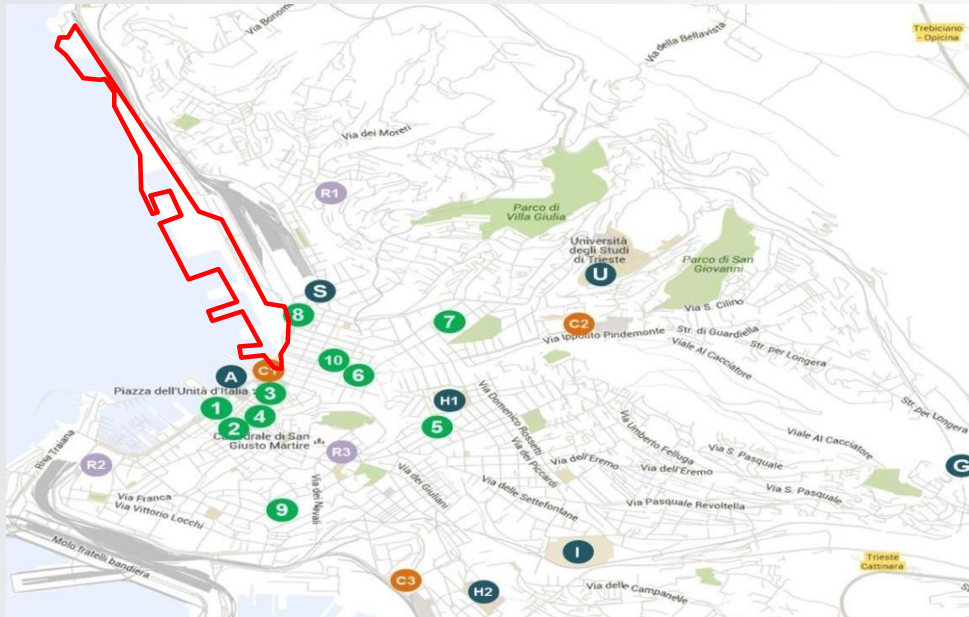 Via Bonomo
Via della Bellavista
Trebiciano
- Opicina
Via dei Moreri
R1
Parco di
Villa Giulia
Università
degli Studi
di Trieste
Parco di San
Giovanni
U
S
Via S. Cilino
8
7
C2
Via Ippolito Pindemonte
Str. di Guardiella
Str. per Longera
Viale Al Cacciatore
10
6
C1
A
Piazza dell'Unità d'Italia
3
H1
1
4
2
5
Cattedrale di San
Giusto Martire
Via Domenico Rossetti
Via dei Piccardi
Via Umberto Felluga
Viale Al Cacciatore
Str. per Longera
Via S. Pasquale
Riva Traiana
R2
R3
Via dell'Eremo
Via dell'Eremo
G
Via dei Giuliani
Via delle Settefontane
Via S. Pasquale
Via Franca
Via Vittorio Locchi
Via dei Navali
9
Via Pasquale Revoltella
Molo fratelli bandiera
I
Trieste
Cattinara
C3
H2
Via delle Campanelle